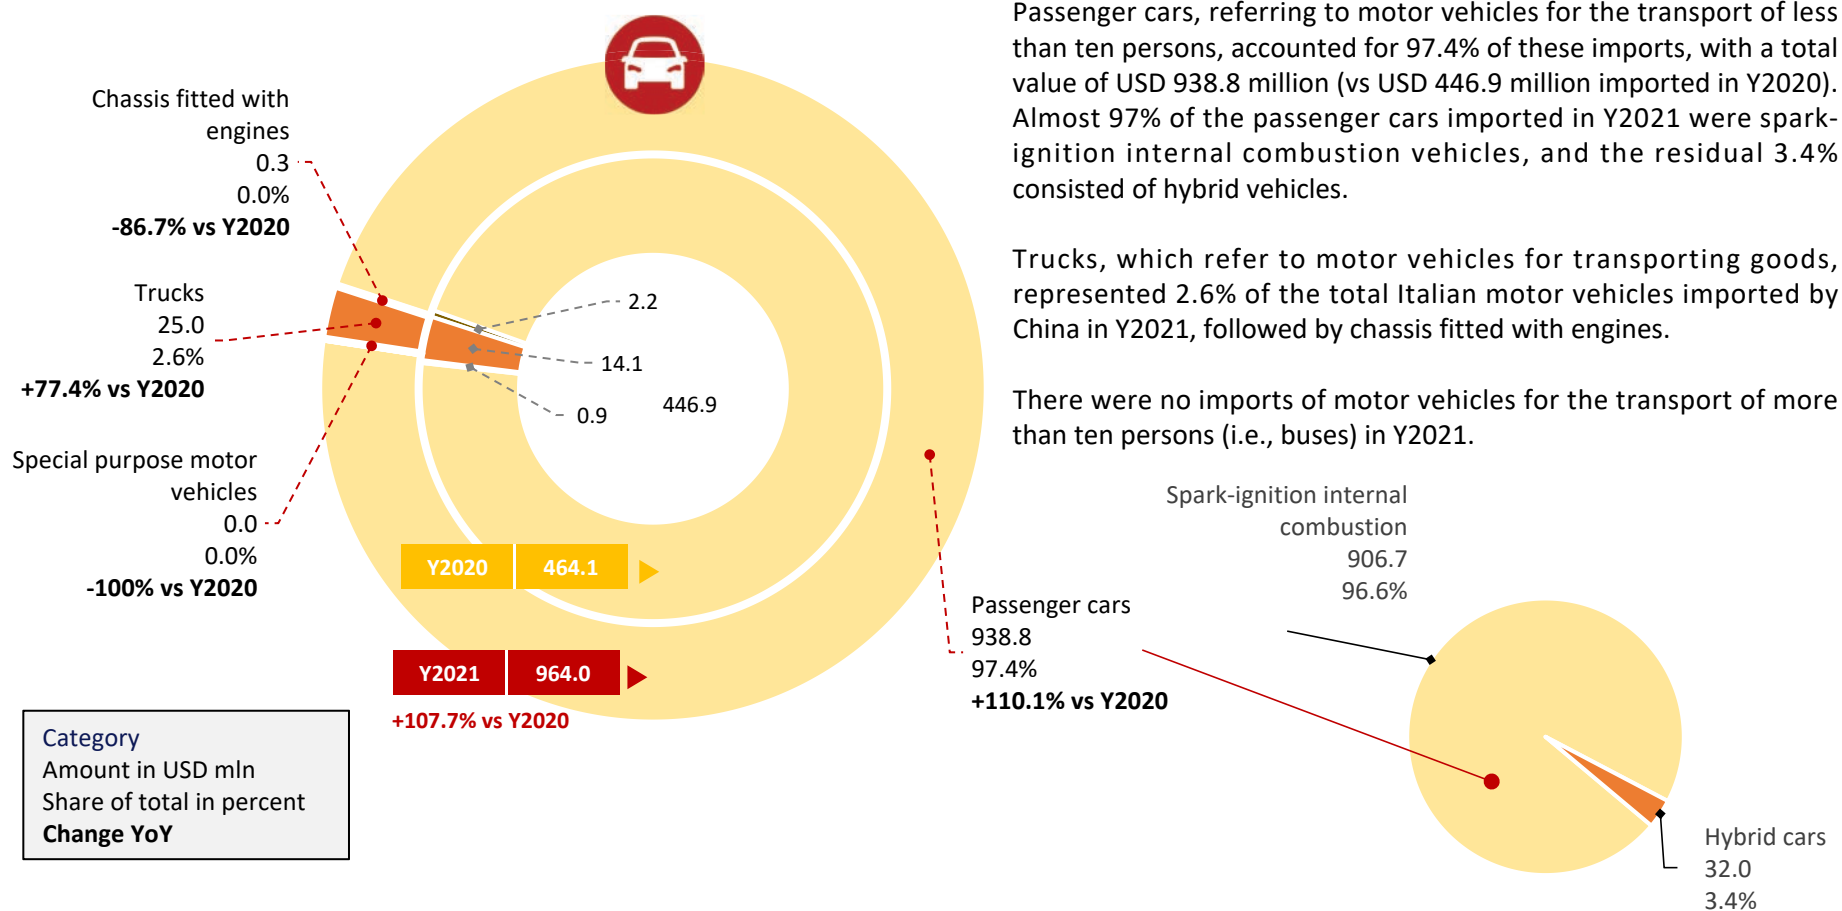 Passenger cars, referring to motor vehicles for the transport of less
than ten persons, accounted for 97.4% of these imports, with a total
value of USD 938.8 million (vs USD 446.9 million imported in Y2020).
Almost 97% of the passenger cars imported in Y2021 were spark-
ignition internal combustion vehicles, and the residual 3.4%
consisted of hybrid vehicles.
Trucks, which refer to motor vehicles for transporting goods,
represented 2.6% of the total Italian motor vehicles imported by
China in Y2021, followed by chassis fitted with engines.
There were no imports of motor vehicles for the transport of more
than ten persons (i.e., buses) in Y2021.
Chassis fitted with
engines
0.3
0.0%
-86.7% vs Y2020
Trucks
25.0
2.6%
+77.4% vs Y2020
Special purpose motor
vehicles
0.0
0.0%
-100% vs Y2020
2.2
14.1
0.9
446.9
Y2020 464.1
Y2021 964.0
+107.7% vs Y2020
Passenger cars
938.8
97.4%
+110.1% vs Y2020
Spark-ignition internal
combustion
906.7
96.6%
Hybrid cars
32.0
3.4%
Category
Amount in USD mln
Share of total in percent
Change YoY